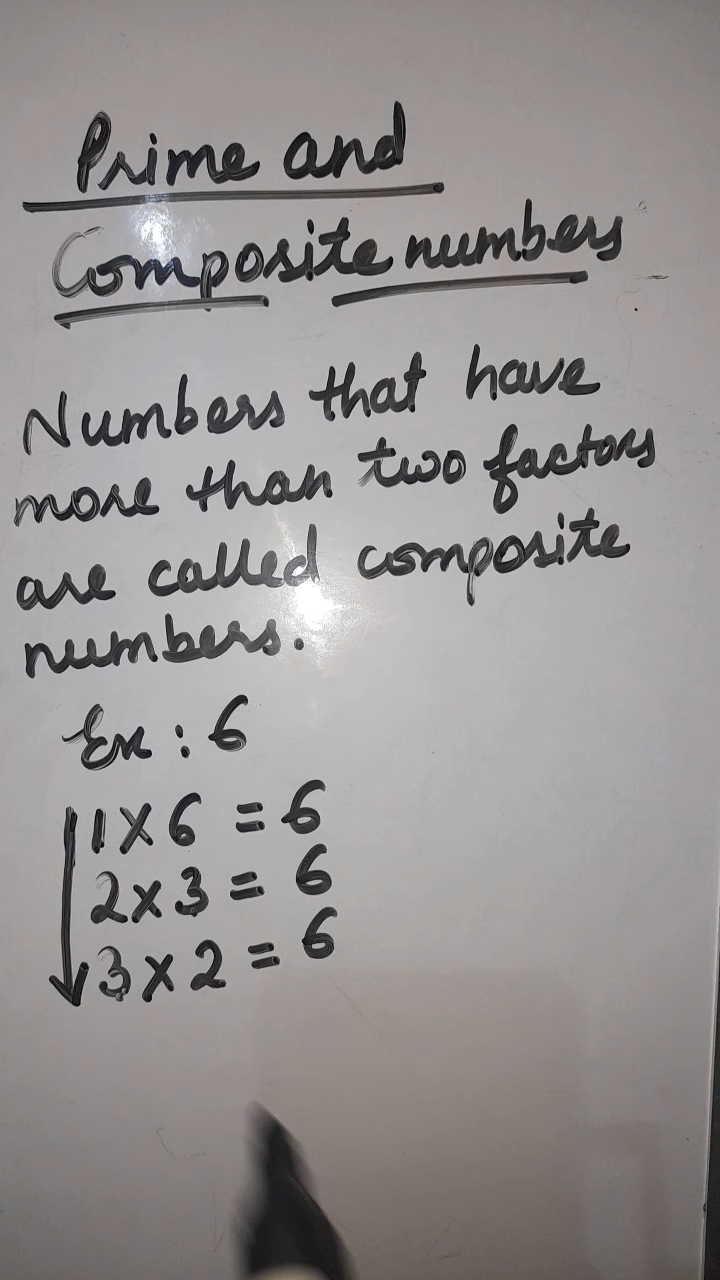 Prime and
Composite numbers
Numbers that have
more than two factors
are called composite
numbers.
Ex : 6
1 x 6 = 6
2 x 3 = 6
3 x 2 = 6